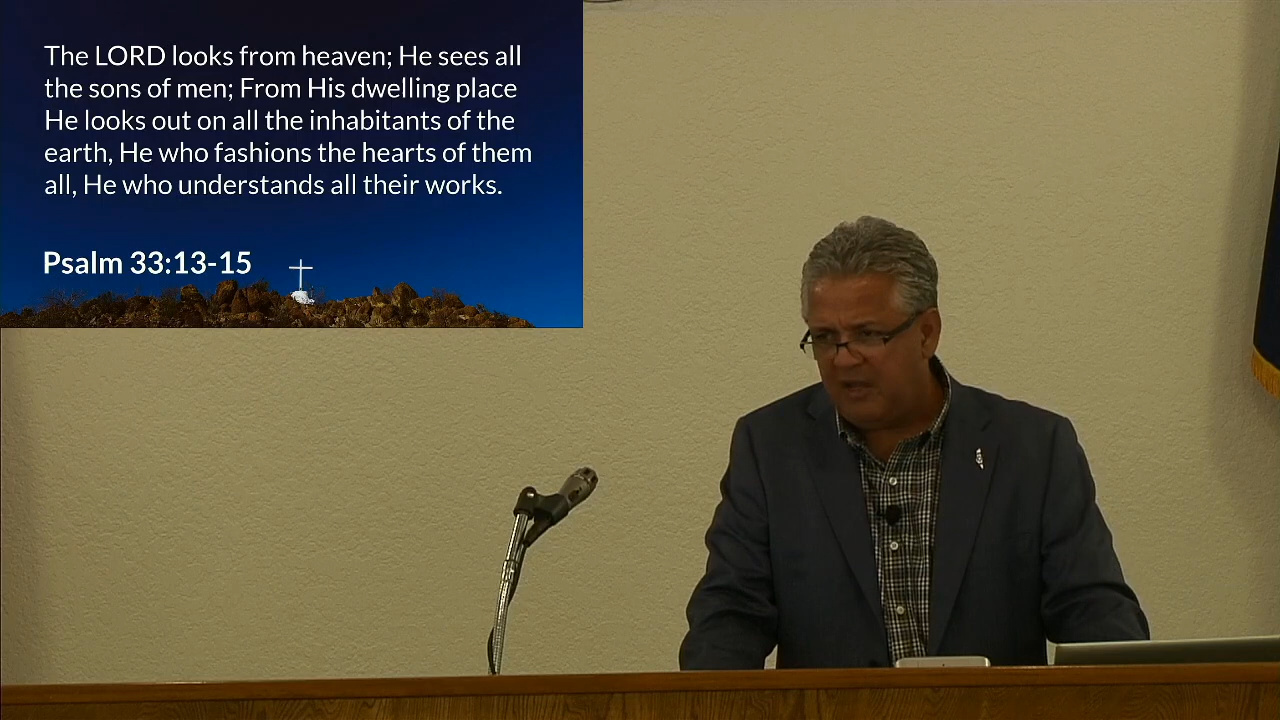 The LORD looks from heaven; He sees all
the sons of men; From His dwelling place
He looks out on all the inhabitants of the
earth, He who fashions the hearts of them
all, He who understands all their works.
Psalm 33:13-15